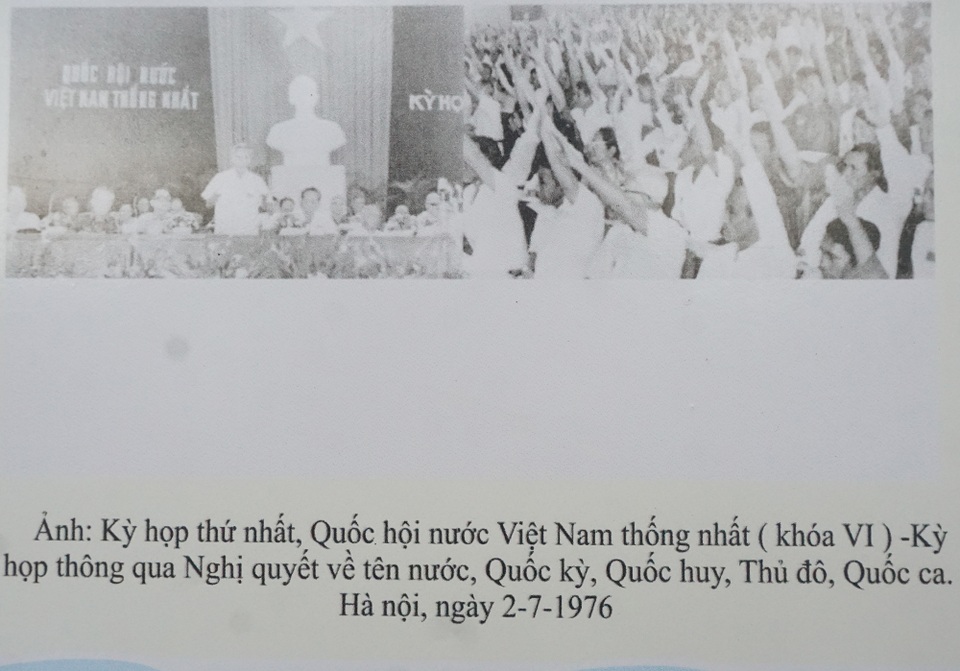 QUỐC HỘI NƯỚC
VIỆT NAM THỐNG NHẤT
KỲ HỌ
Ảnh: Kỳ họp thứ nhất, Quốc hội nước Việt Nam thống nhất ( khóa VI ) -Kỳ
họp thông qua Nghị quyết về tên nước, Quốc kỳ, Quốc huy, Thủ đô, Quốc ca.
Hà nội, ngày 2-7-1976